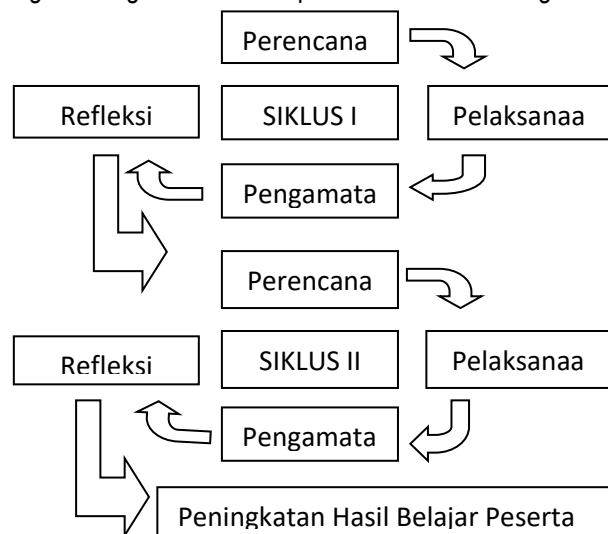 Perencana
Refleksi SIKLUS I Pelaksanaa
Pengamata
Perencana
Refleksi SIKLUS II Pelaksanaa
Pengamata
Peningkatan Hasil Belajar Peserta